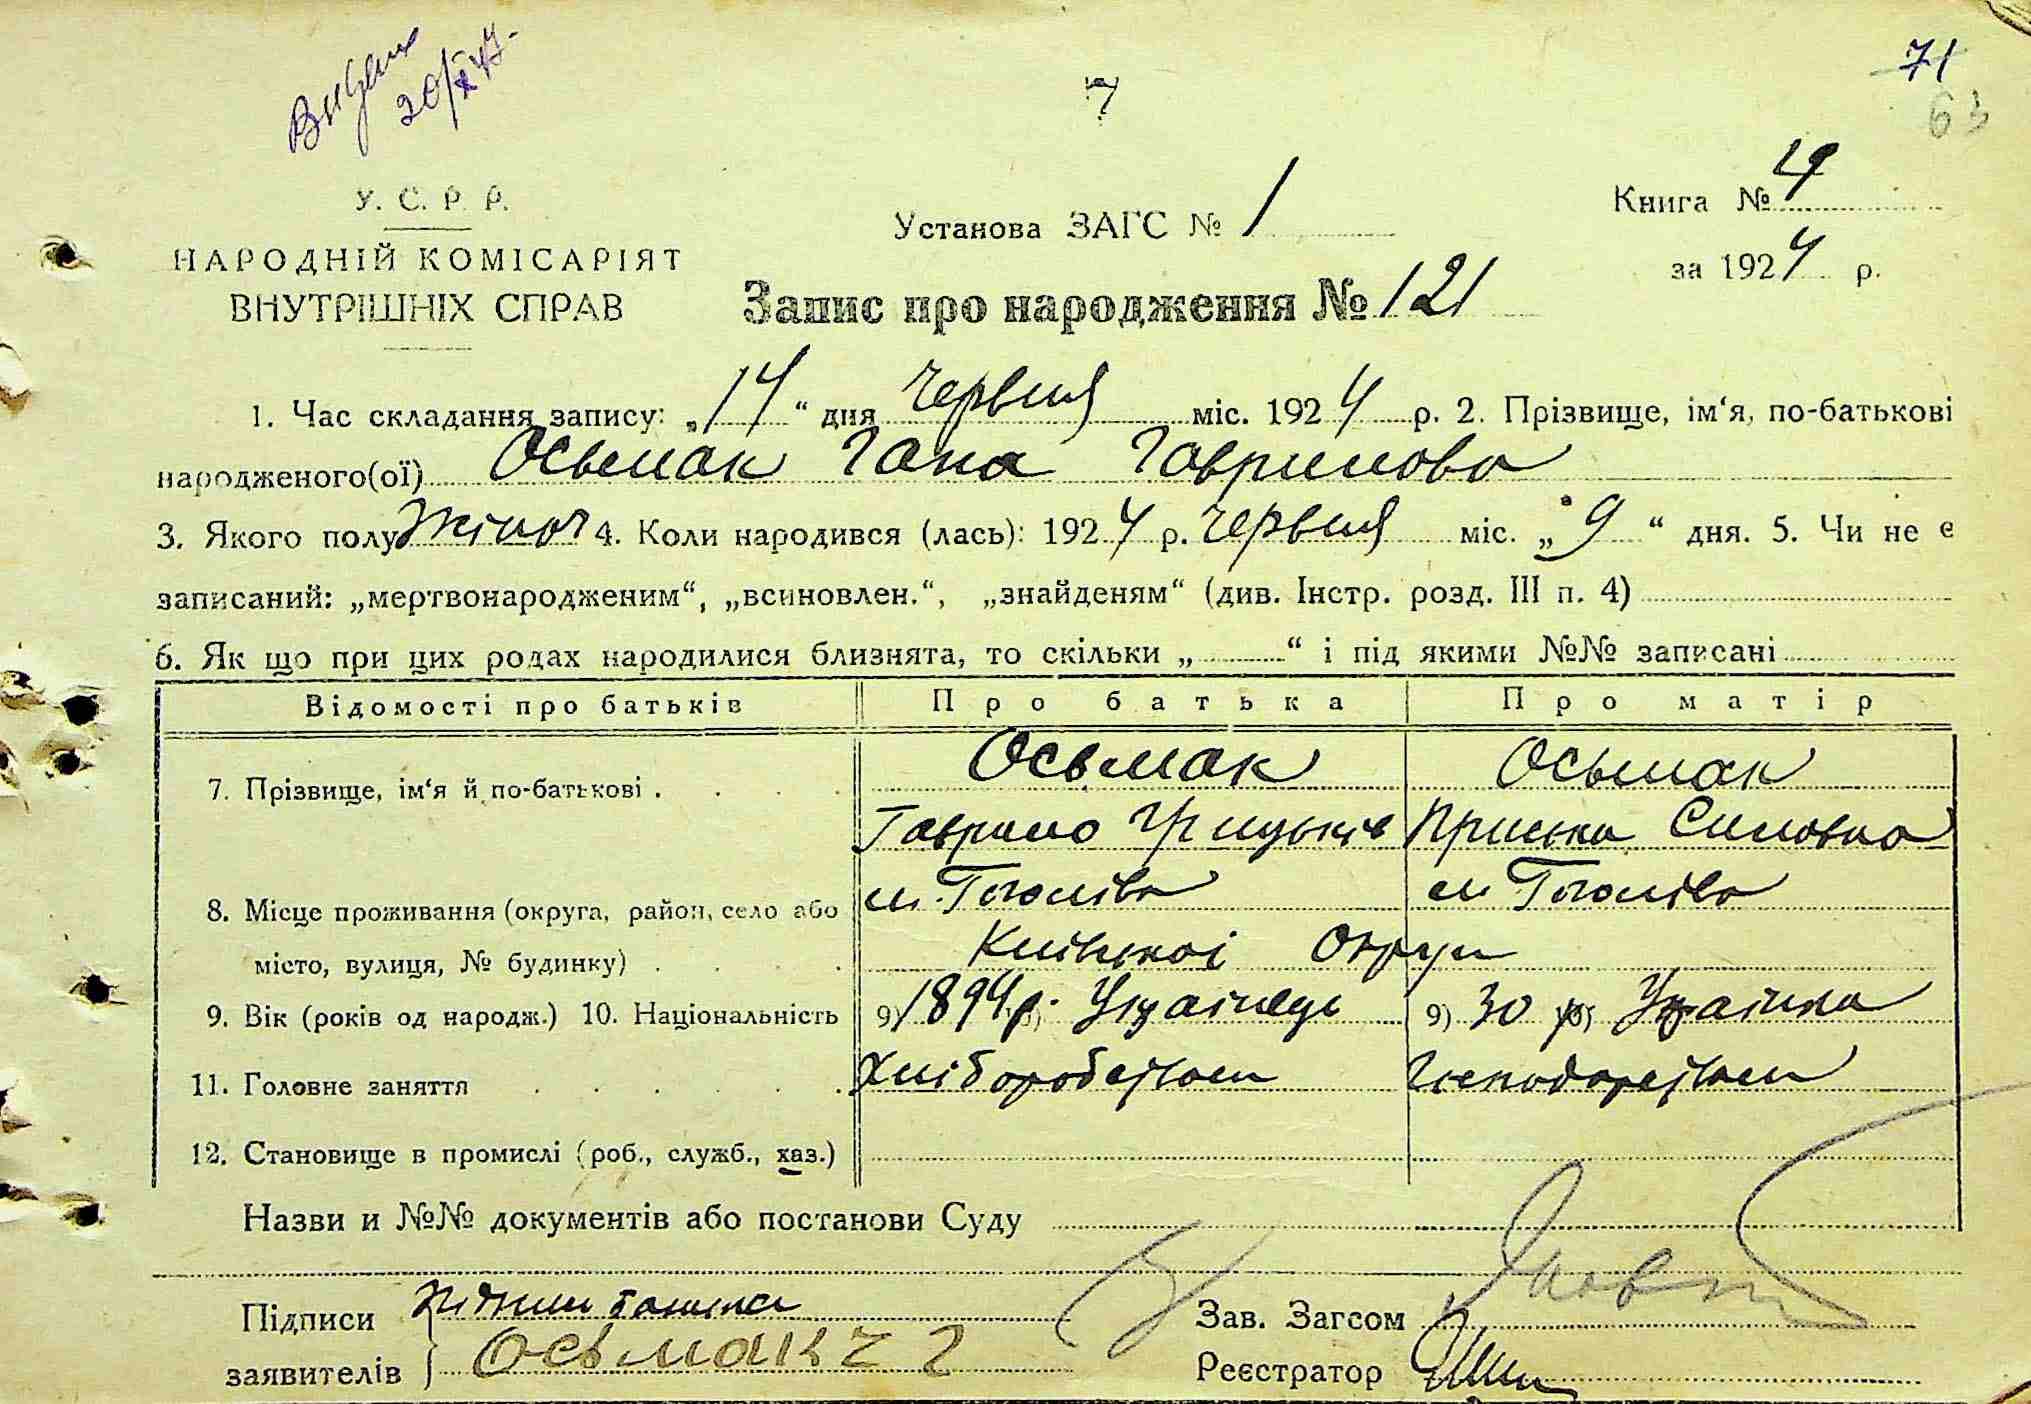 20/X 47.
71
63
7
У. С. Р. Р.
НАРОДНІЙ КОМІСАРІЯТ
ВНУТРІШНІХ СПРАВ
Установа ЗАГС № 1
Книга № 4
за 1924 р.
Запис про народження № 121
1. Час складання запису: „14“ дня червня міс. 1924 р. 2. Прізвище, ім‘я, по-батькові
народженого(ої) Осьмак Гана Гаврилова
3. Якого полу жіноч 4. Коли народився (лась): 1924 р. червня міс. „9“ дня. 5. Чи не є
записаний: „мертвонародженим“, „всиновлен.“, „знайденям“ (див. Інстр. розд. III п. 4)
6. Як що при цих родах народилися близнята, то скільки „ “ і під якими №№ записані
Відомості про батьків Про батька Про матір
7. Прізвище, ім‘я й по-батькові . . . . Осьмак Осьмак
Гаврило Грицьків Приська Силовна
8. Місце проживання (округа, район, село або м. Гоголів м. Гоголів
місто, вулиця, № будинку) . . . . Київської Округи
9. Вік (років од народж.) 10. Національність 9) 1894 р. Українець 9) 30 р. Українка
11. Головне заняття . . . . . Хліборобством Господарством
12. Становище в промислі (роб., служб., хаз.)
Назви и №№ документів або постанови Суду
Підписи
заявителів Осьмак Г Г
Зав. Загсом
Реєстратор